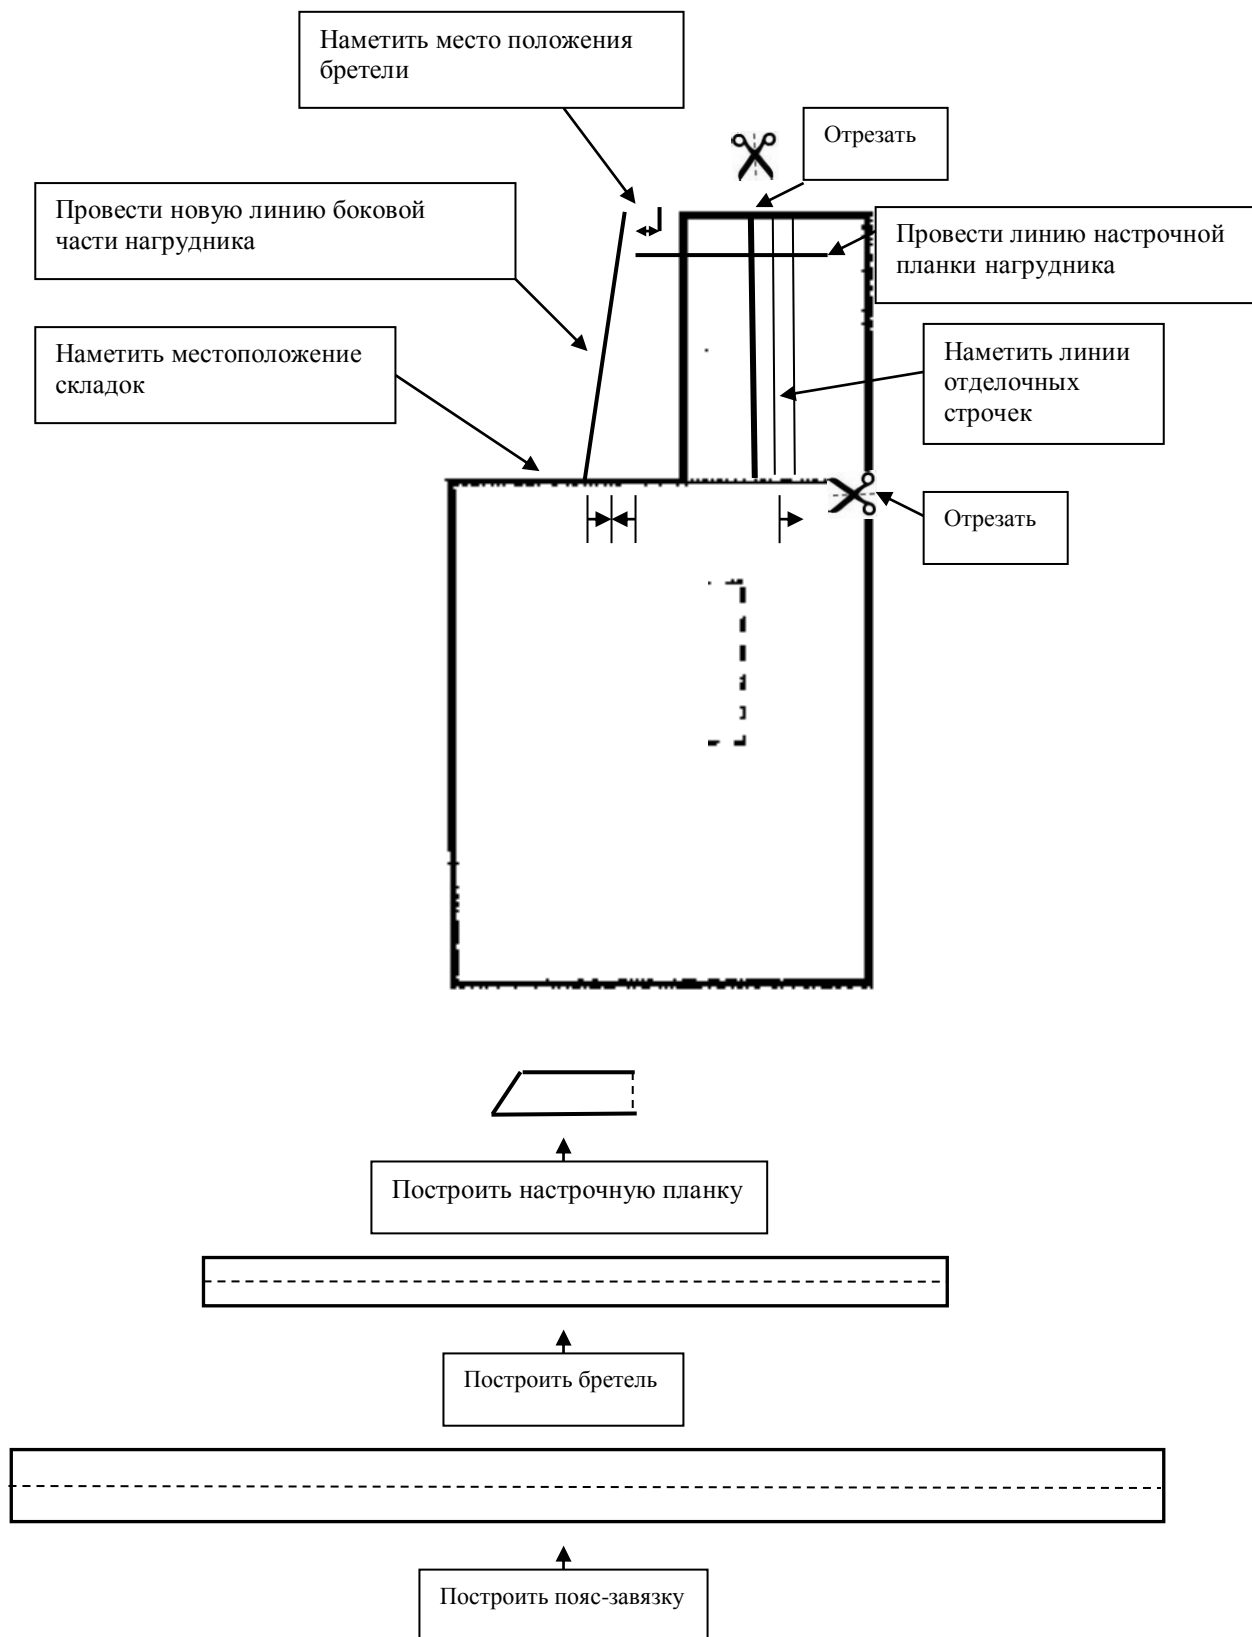 Наметить место положения
бретели
Отрезать
Провести новую линию боковой
части нагрудника
Провести линию настрочной
планки нагрудника
Наметить местоположение
складок
Наметить линии
отделочных
строчек
Отрезать
Построить настрочную планку
Построить бретель
Построить пояс-завязку